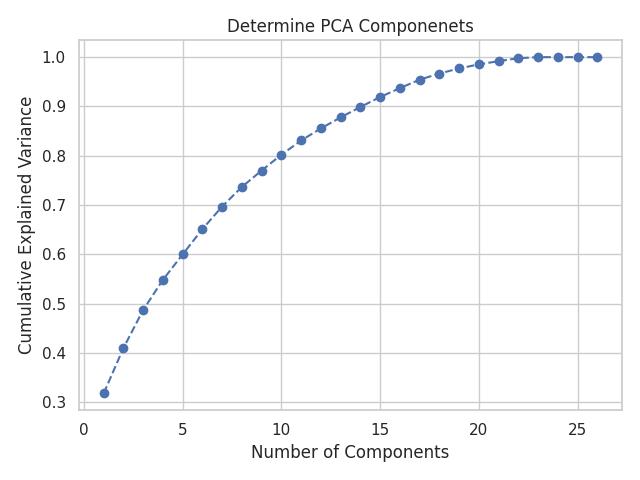 Determine PCA Componenets
1.0
0.9
0.8
0.7
0.6
0.5
0.4
0.3
Cumulative Explained Variance
0 5 10 15 20 25
Number of Components